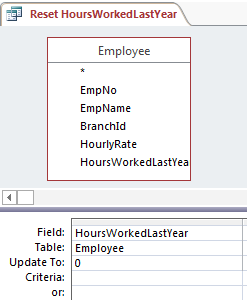 Reset HoursWorkedLastYear
Employee
*
EmpNo
EmpName
BranchId
HourlyRate
HoursWorkedLastYea
Field: HoursWorkedLastYear
Table: Employee
Update To: 0
Criteria:
or: